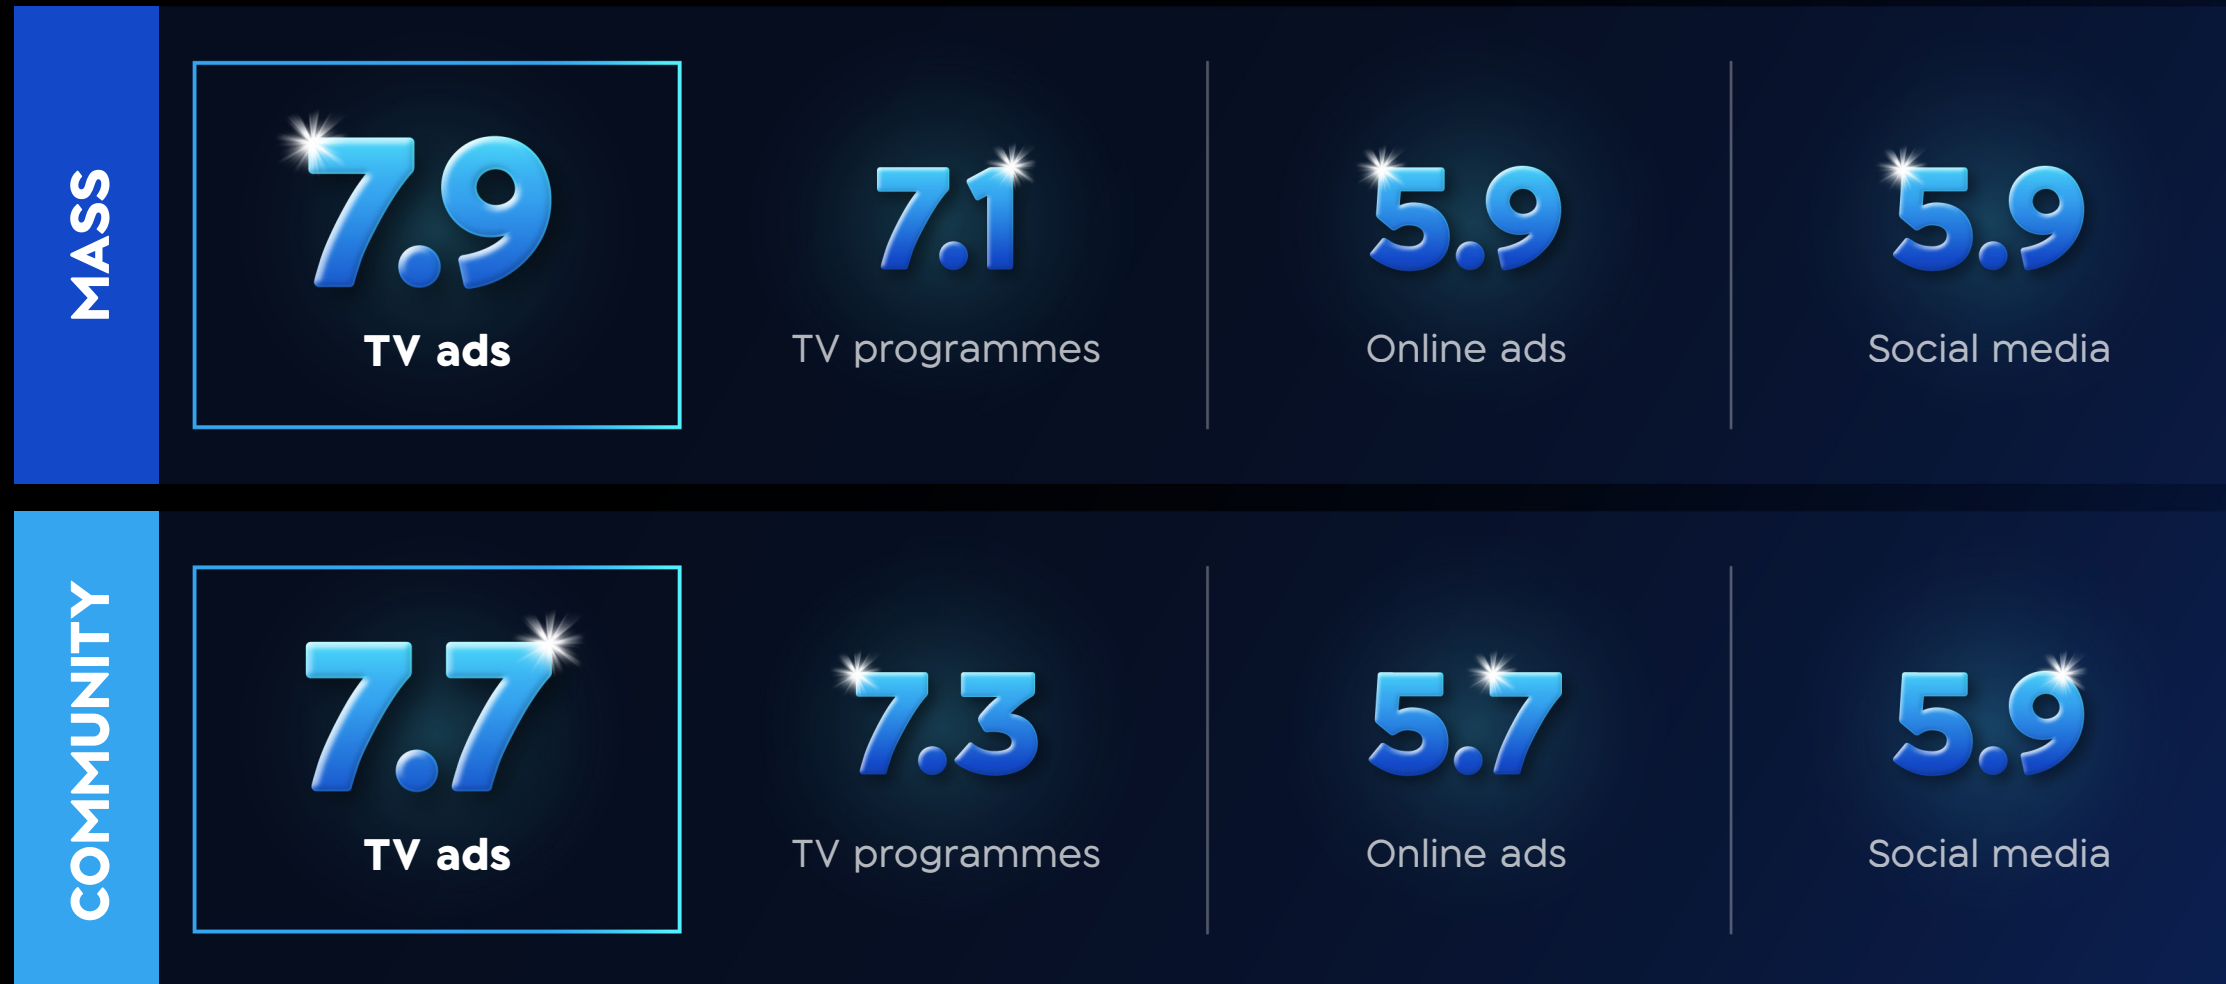 MASS
7.9
TV ads
7.1
TV programmes
5.9
Online ads
5.9
Social media
COMMUNITY
7.7
TV ads
7.3
TV programmes
5.7
Online ads
5.9
Social media